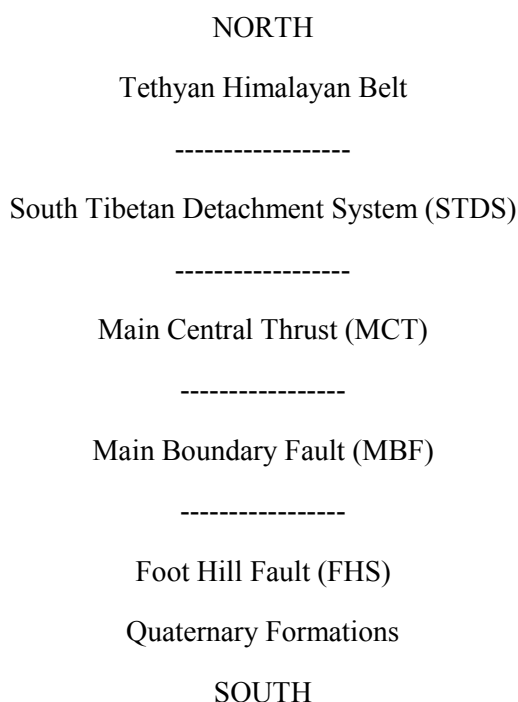 NORTH
Tethyan Himalayan Belt
------------------
South Tibetan Detachment System (STDS)
------------------
Main Central Thrust (MCT)
-----------------
Main Boundary Fault (MBF)
-----------------
Foot Hill Fault (FHS)
Quaternary Formations
SOUTH